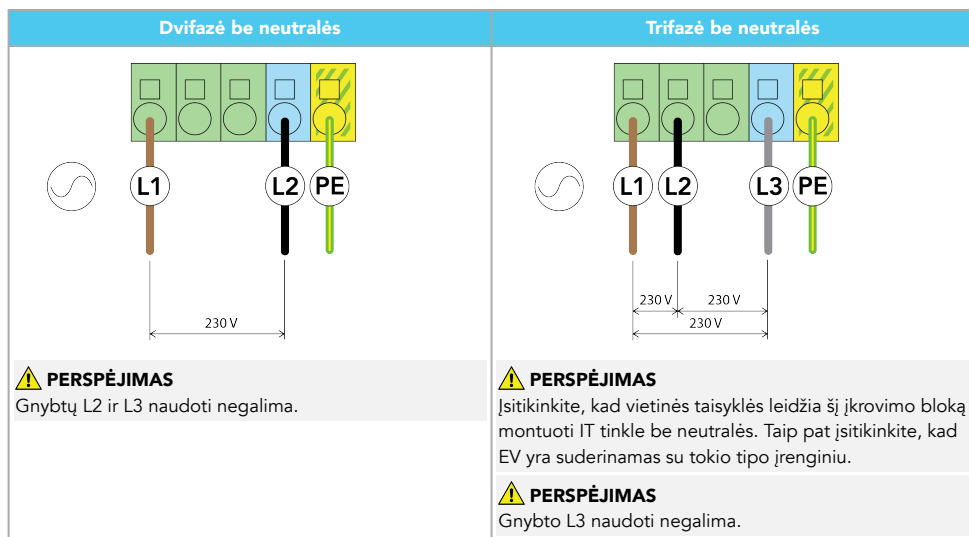 Dvifazė be neutralės
L1
L2
PE
230 V
PERSPĖJIMAS
Gnybtų L2 ir L3 naudoti negalima.
Trifazė be neutralės
L1
L2
L3
PE
230 V
230 V
230 V
PERSPĖJIMAS
Įsitikinkite, kad vietinės taisyklės leidžia šį įkrovimo bloką
montuoti IT tinkle be neutralės. Taip pat įsitikinkite, kad
EV yra suderinamas su tokio tipo įrenginiu.
PERSPĖJIMAS
Gnybto L3 naudoti negalima.